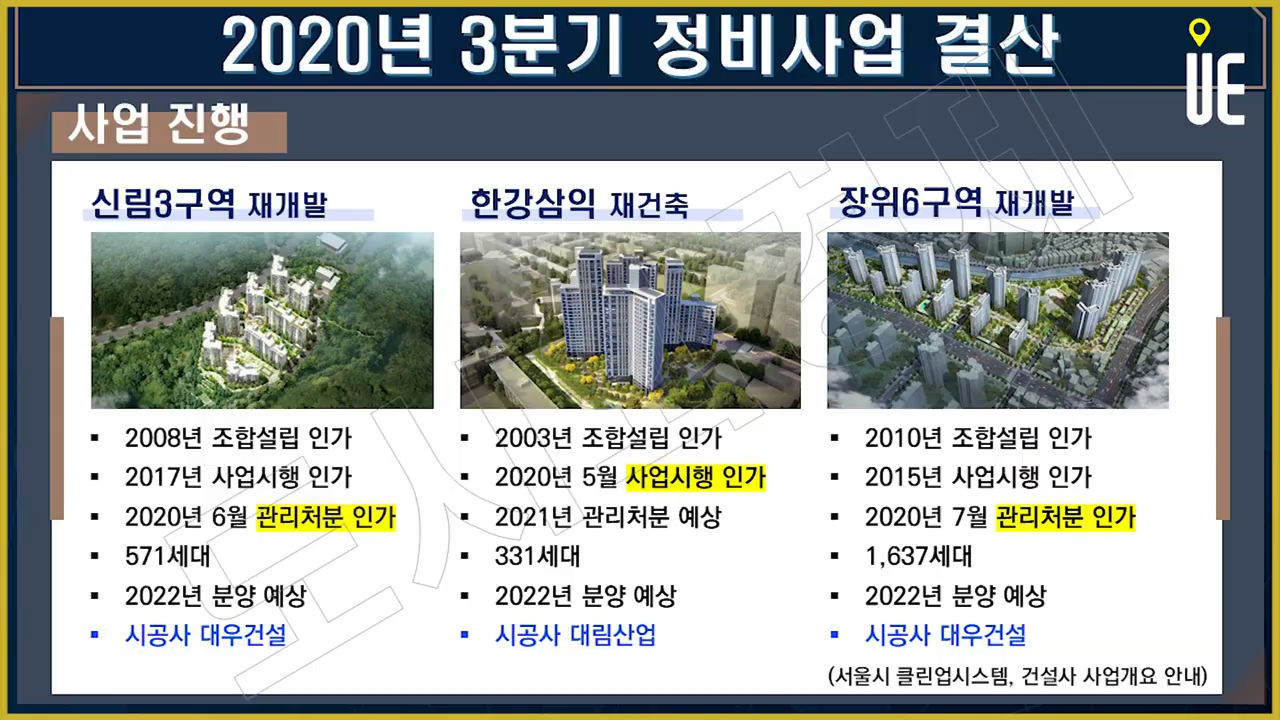 2020년 3분기 정비사업 결산
UE
사업 진행
신림3구역 재개발
2008년 조합설립 인가
2017년 사업시행 인가
2020년 6월 관리처분 인가
571세대
2022년 분양 예상
시공사 대우건설
한강삼익 재건축
2003년 조합설립 인가
2020년 5월 사업시행 인가
2021년 관리처분 예상
331세대
2022년 분양 예상
시공사 대림산업
장위6구역 재개발
2010년 조합설립 인가
2015년 사업시행 인가
2020년 7월 관리처분 인가
1,637세대
2022년 분양 예상
시공사 대우건설
(서울시 클린업시스템, 건설사 사업개요 안내)
도시와경제